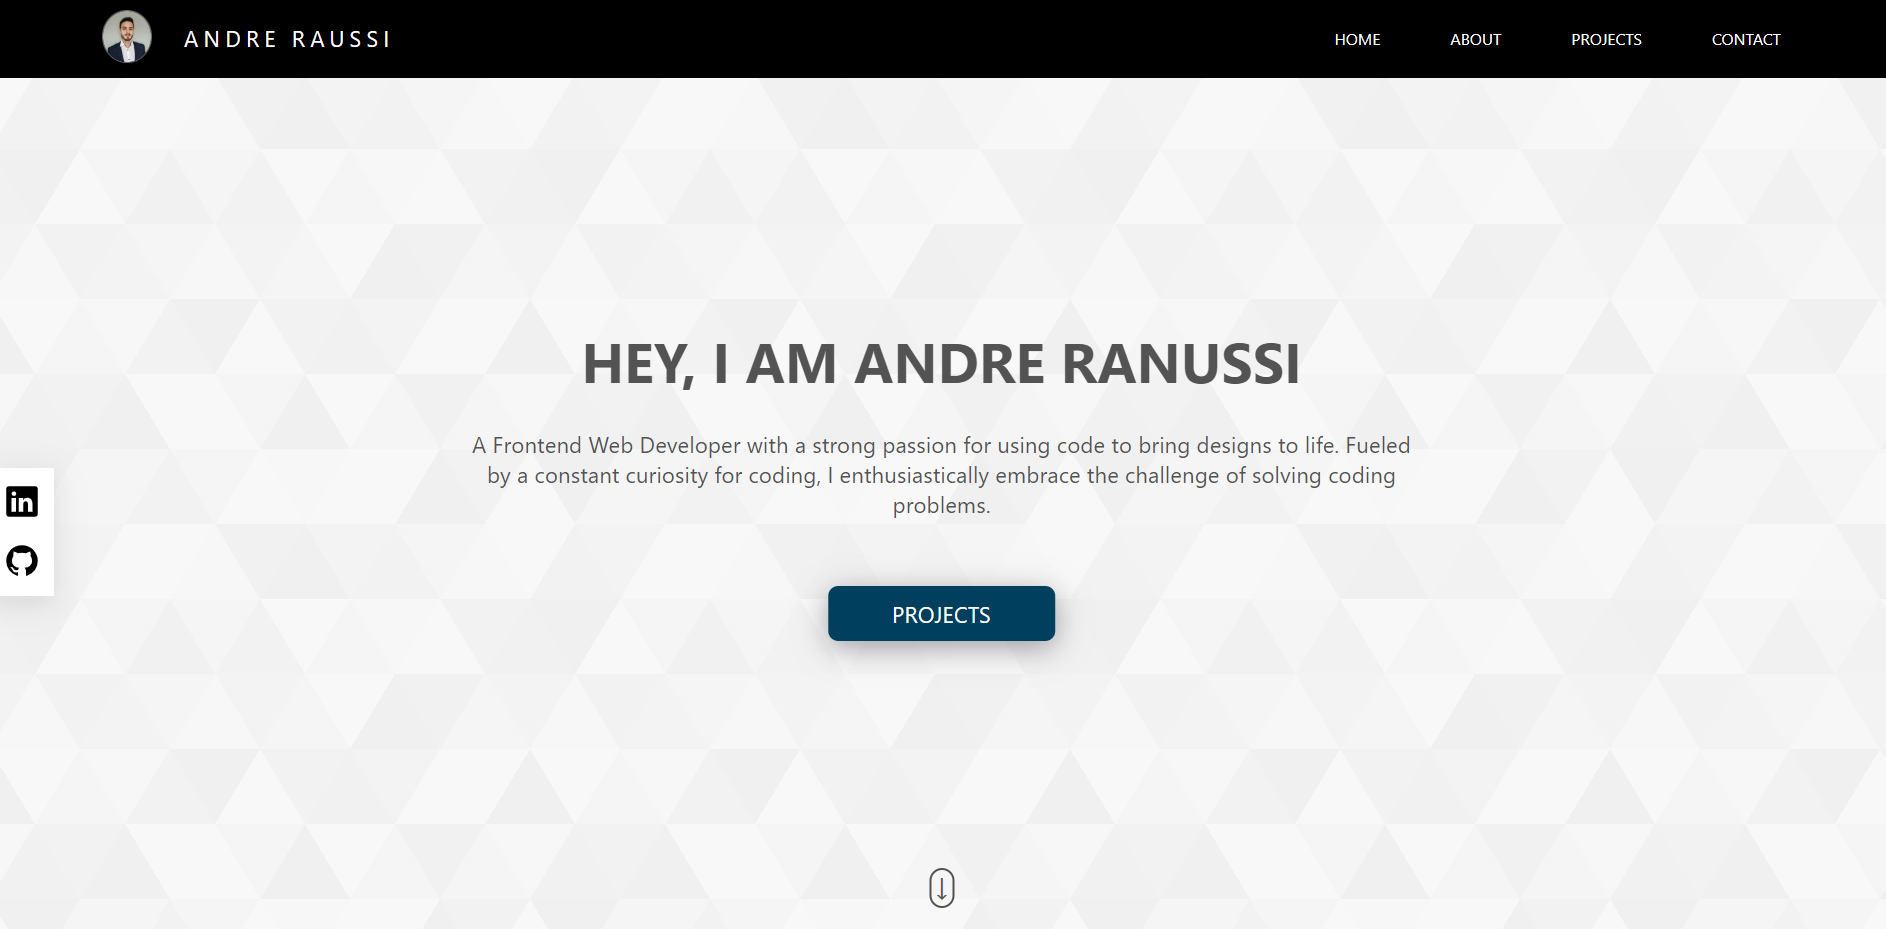 ANDRE RAUSSI
HOME
ABOUT
PROJECTS
CONTACT
HEY, I AM ANDRE RANUSSI
A Frontend Web Developer with a strong passion for using code to bring designs to life. Fueled
by a constant curiosity for coding, I enthusiastically embrace the challenge of solving coding
problems.
in
PROJECTS